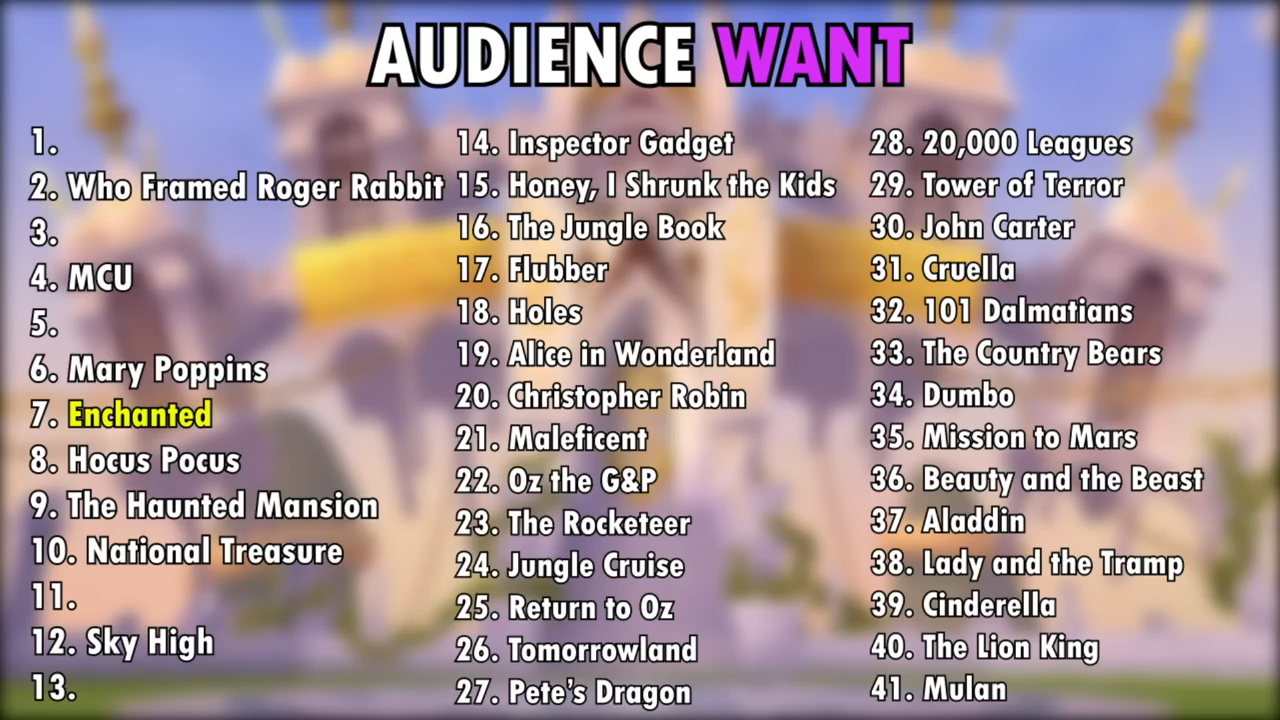 AUDIENCE WANT
1.
2. Who Framed Roger Rabbit
3.
4. MCU
5.
6. Mary Poppins
7. Enchanted
8. Hocus Pocus
9. The Haunted Mansion
10. National Treasure
11.
12. Sky High
13.
14. Inspector Gadget
15. Honey, I Shrunk the Kids
16. The Jungle Book
17. Flubber
18. Holes
19. Alice in Wonderland
20. Christopher Robin
21. Maleficent
22. Oz the G&P
23. The Rocketeer
24. Jungle Cruise
25. Return to Oz
26. Tomorrowland
27. Pete's Dragon
28. 20,000 Leagues
29. Tower of Terror
30. John Carter
31. Cruella
32. 101 Dalmatians
33. The Country Bears
34. Dumbo
35. Mission to Mars
36. Beauty and the Beast
37. Aladdin
38. Lady and the Tramp
39. Cinderella
40. The Lion King
41. Mulan